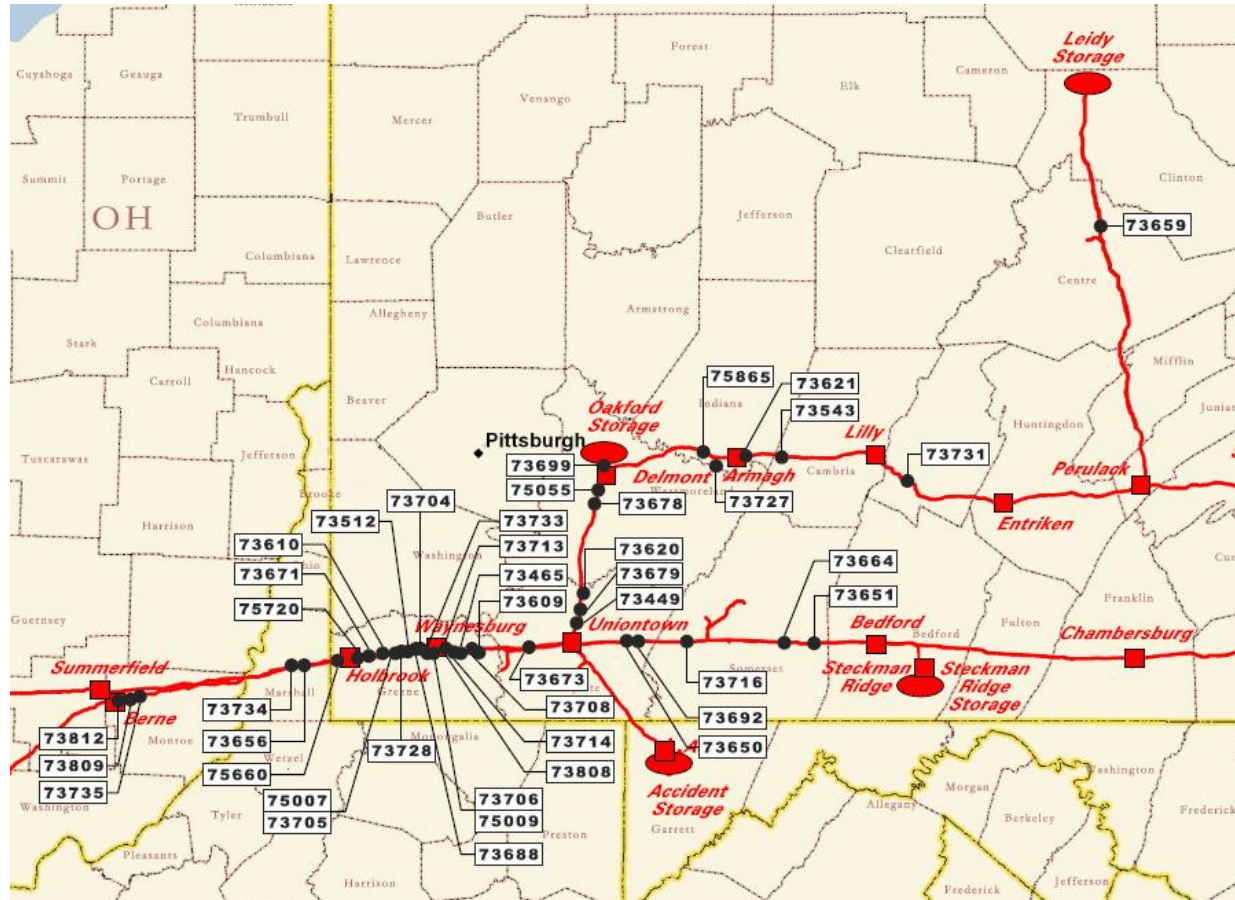 Cuyahoga
Geauga
Trumbull
Summit
Portage
OH
Columbisna
Columbiana
Stark
Carroll
Hancock
Tuscarawas
Jefferson
Brooke
Harrison
Ohio
Guernsey
Marshall
Monroe
Wetzel
Washington
Tyler
Pleasants
Harrison
Monongalia
Preston
Mercer
Venango
Forest
Elk
Cameron
Clinton
Butler
Jefferson
Clearfield
Centre
Lawrence
Allegheny
Armstrong
Beaver
Indiana
Cambria
Huntingdon
Mifflin
Westmoreland
Washington
Greene
Somerset
Bedford
Fulton
Franklin
Garrett
Allegany
Morgan
Washington
Berkeley
Frederick
Jefferson
Frederick
Leidy
Storage
73659
75865
73621
73543
Oakford
Storage
Pittsburgh
Lilly
73731
Perulack
Entriken
73699
75055
73678
Delmont
Armagh
73727
73704
73512
73733
73610
73713
73671
73465
75720
73609
73620
73679
73449
73664
73651
Waynesburg
Uniontown
Bedford
Chambersburg
Summerfield
Holbrook
Steckman
Ridge
Steckman
Ridge
Storage
Berne
73734
73656
75660
73812
73809
73735
73728
75007
73705
73673
73708
73714
73808
73706
75009
73688
73716
73692
73650
Accident
Storage